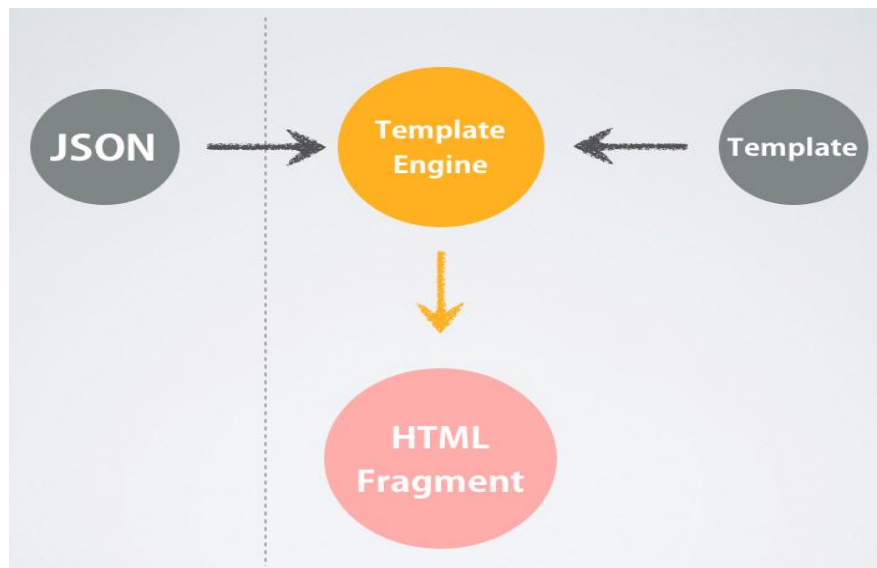 JSON
Template
Engine
Template
HTML
Fragment